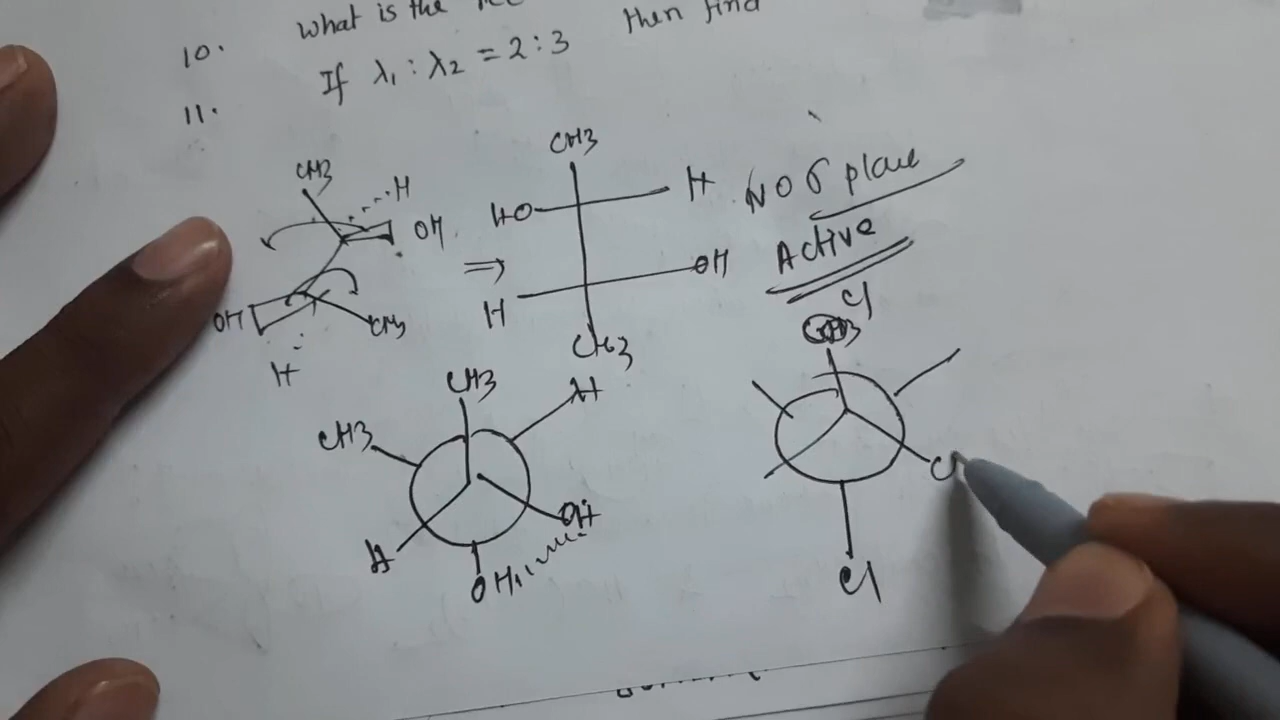 10. What is the
11. If λ₁ : λ₂ = 2 : 3 then find
CH3
H
OH
OH
CH3
H
⇒
CH3
HO
H
H
OH
CH3
NO σ plane
Active
CH3
CH3
H
H
OH
OH
Cl
Cl
C